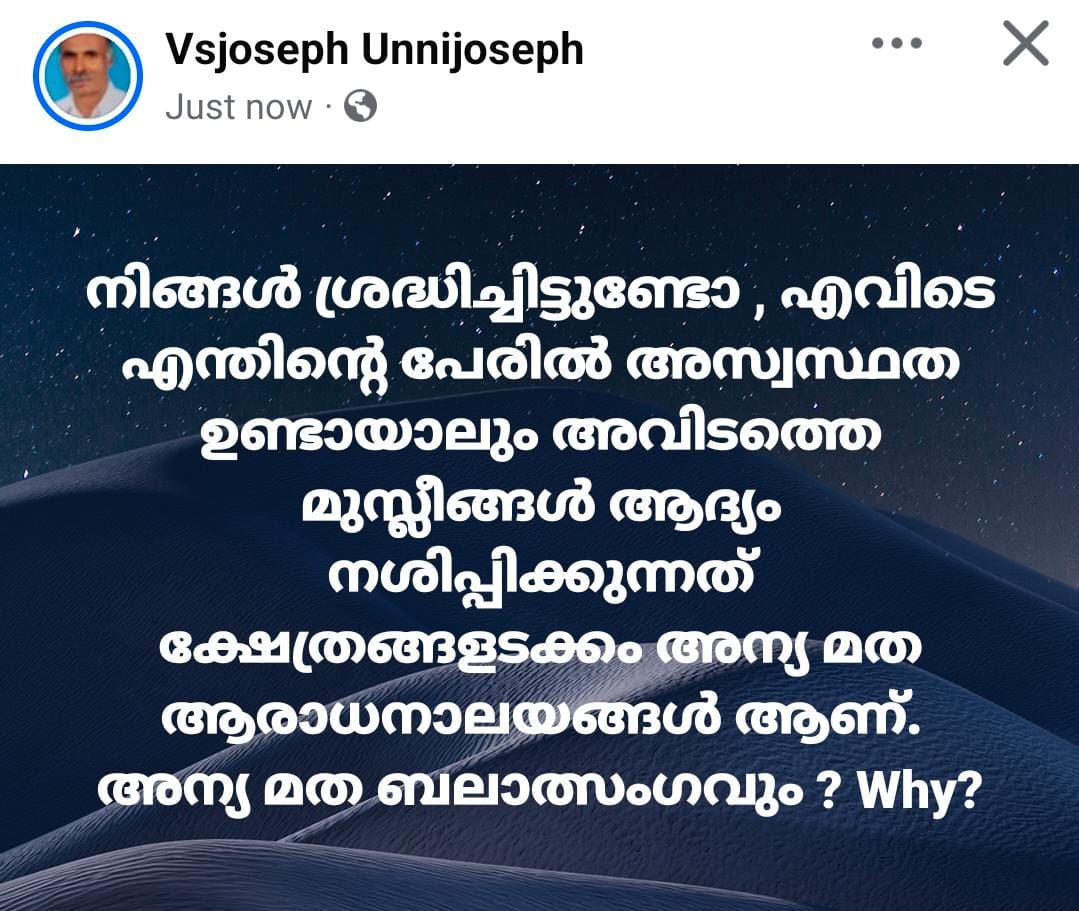 Vsjoseph Unnijoseph
Just now ·
നിങ്ങൾ ശ്രദ്ധിച്ചിട്ടുണ്ടോ , എവിടെ
എന്തിന്റെ പേരിൽ അസ്വസ്ഥത
ഉണ്ടായാലും അവിടത്തെ
മുസ്ലീങ്ങൾ ആദ്യം
നശിപ്പിക്കുന്നത്
ക്ഷേത്രങ്ങളടക്കം അന്യ മത
ആരാധനാലയങ്ങൾ ആണ്.
അന്യ മത ബലാത്സംഗവും ? Why?